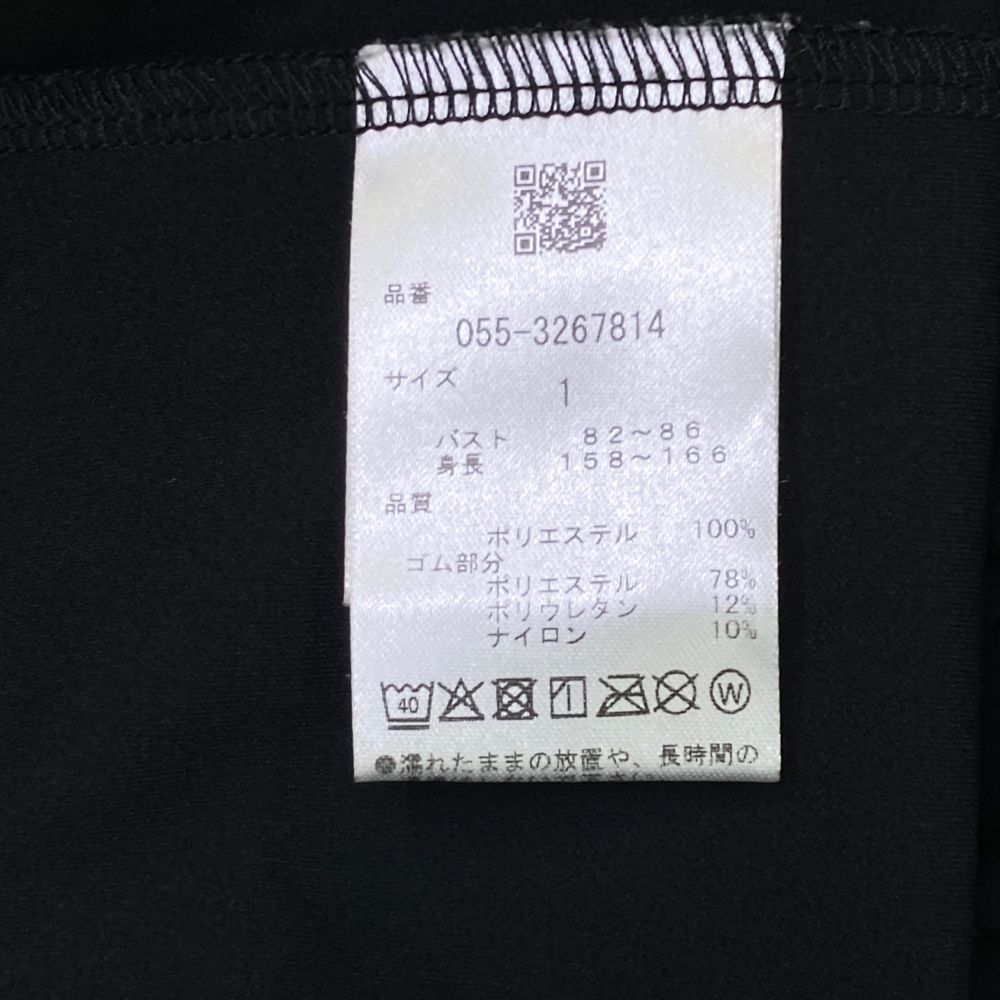 品番
055-3267814
サイズ
1
バスト 82～86
身長 158～166
品質
ポリエステル 100%
ゴム部分
ポリエステル 78%
ポリウレタン 12%
ナイロン 10%
40
W
●濡れたままの放置や、長時間の